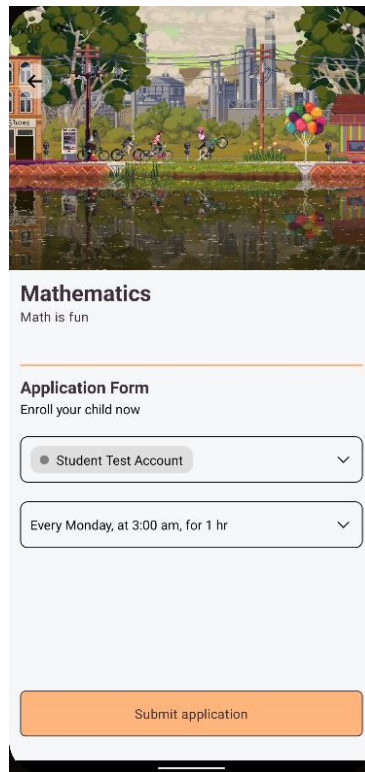 Shoes
Mathematics
Math is fun
Application Form
Enroll your child now
Student Test Account
Every Monday, at 3:00 am, for 1 hr
Submit application